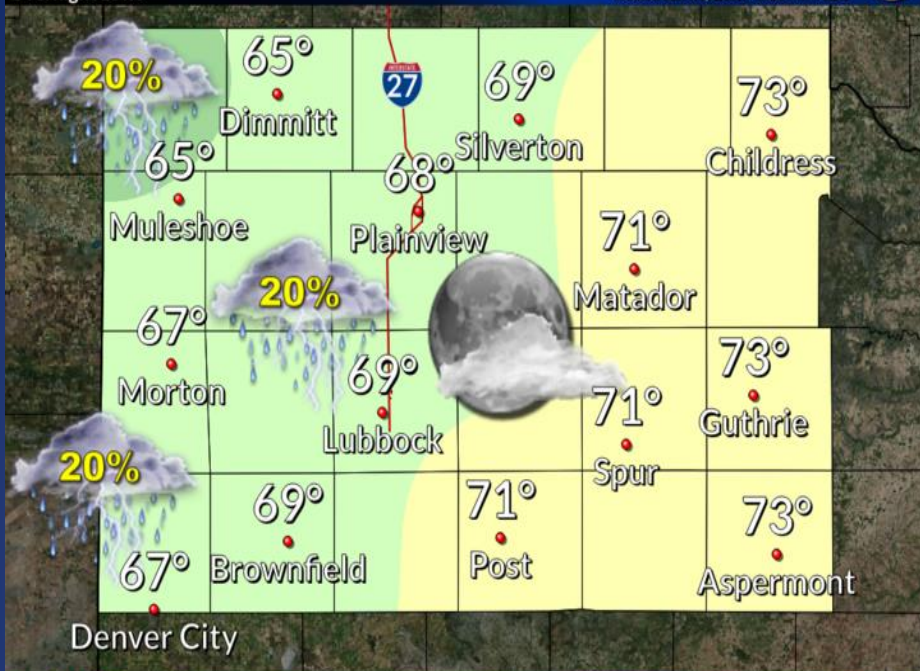 20%
65°
Dimmitt
INTERSTATE
27
69°
Silverton
73°
Childress
65°
Muleshoe
68°
Plainview
71°
Matador
20%
67°
Morton
69°
Lubbock
71°
Spur
73°
Guthrie
20%
67°
Denver City
69°
Brownfield
71°
Post
73°
Aspermont